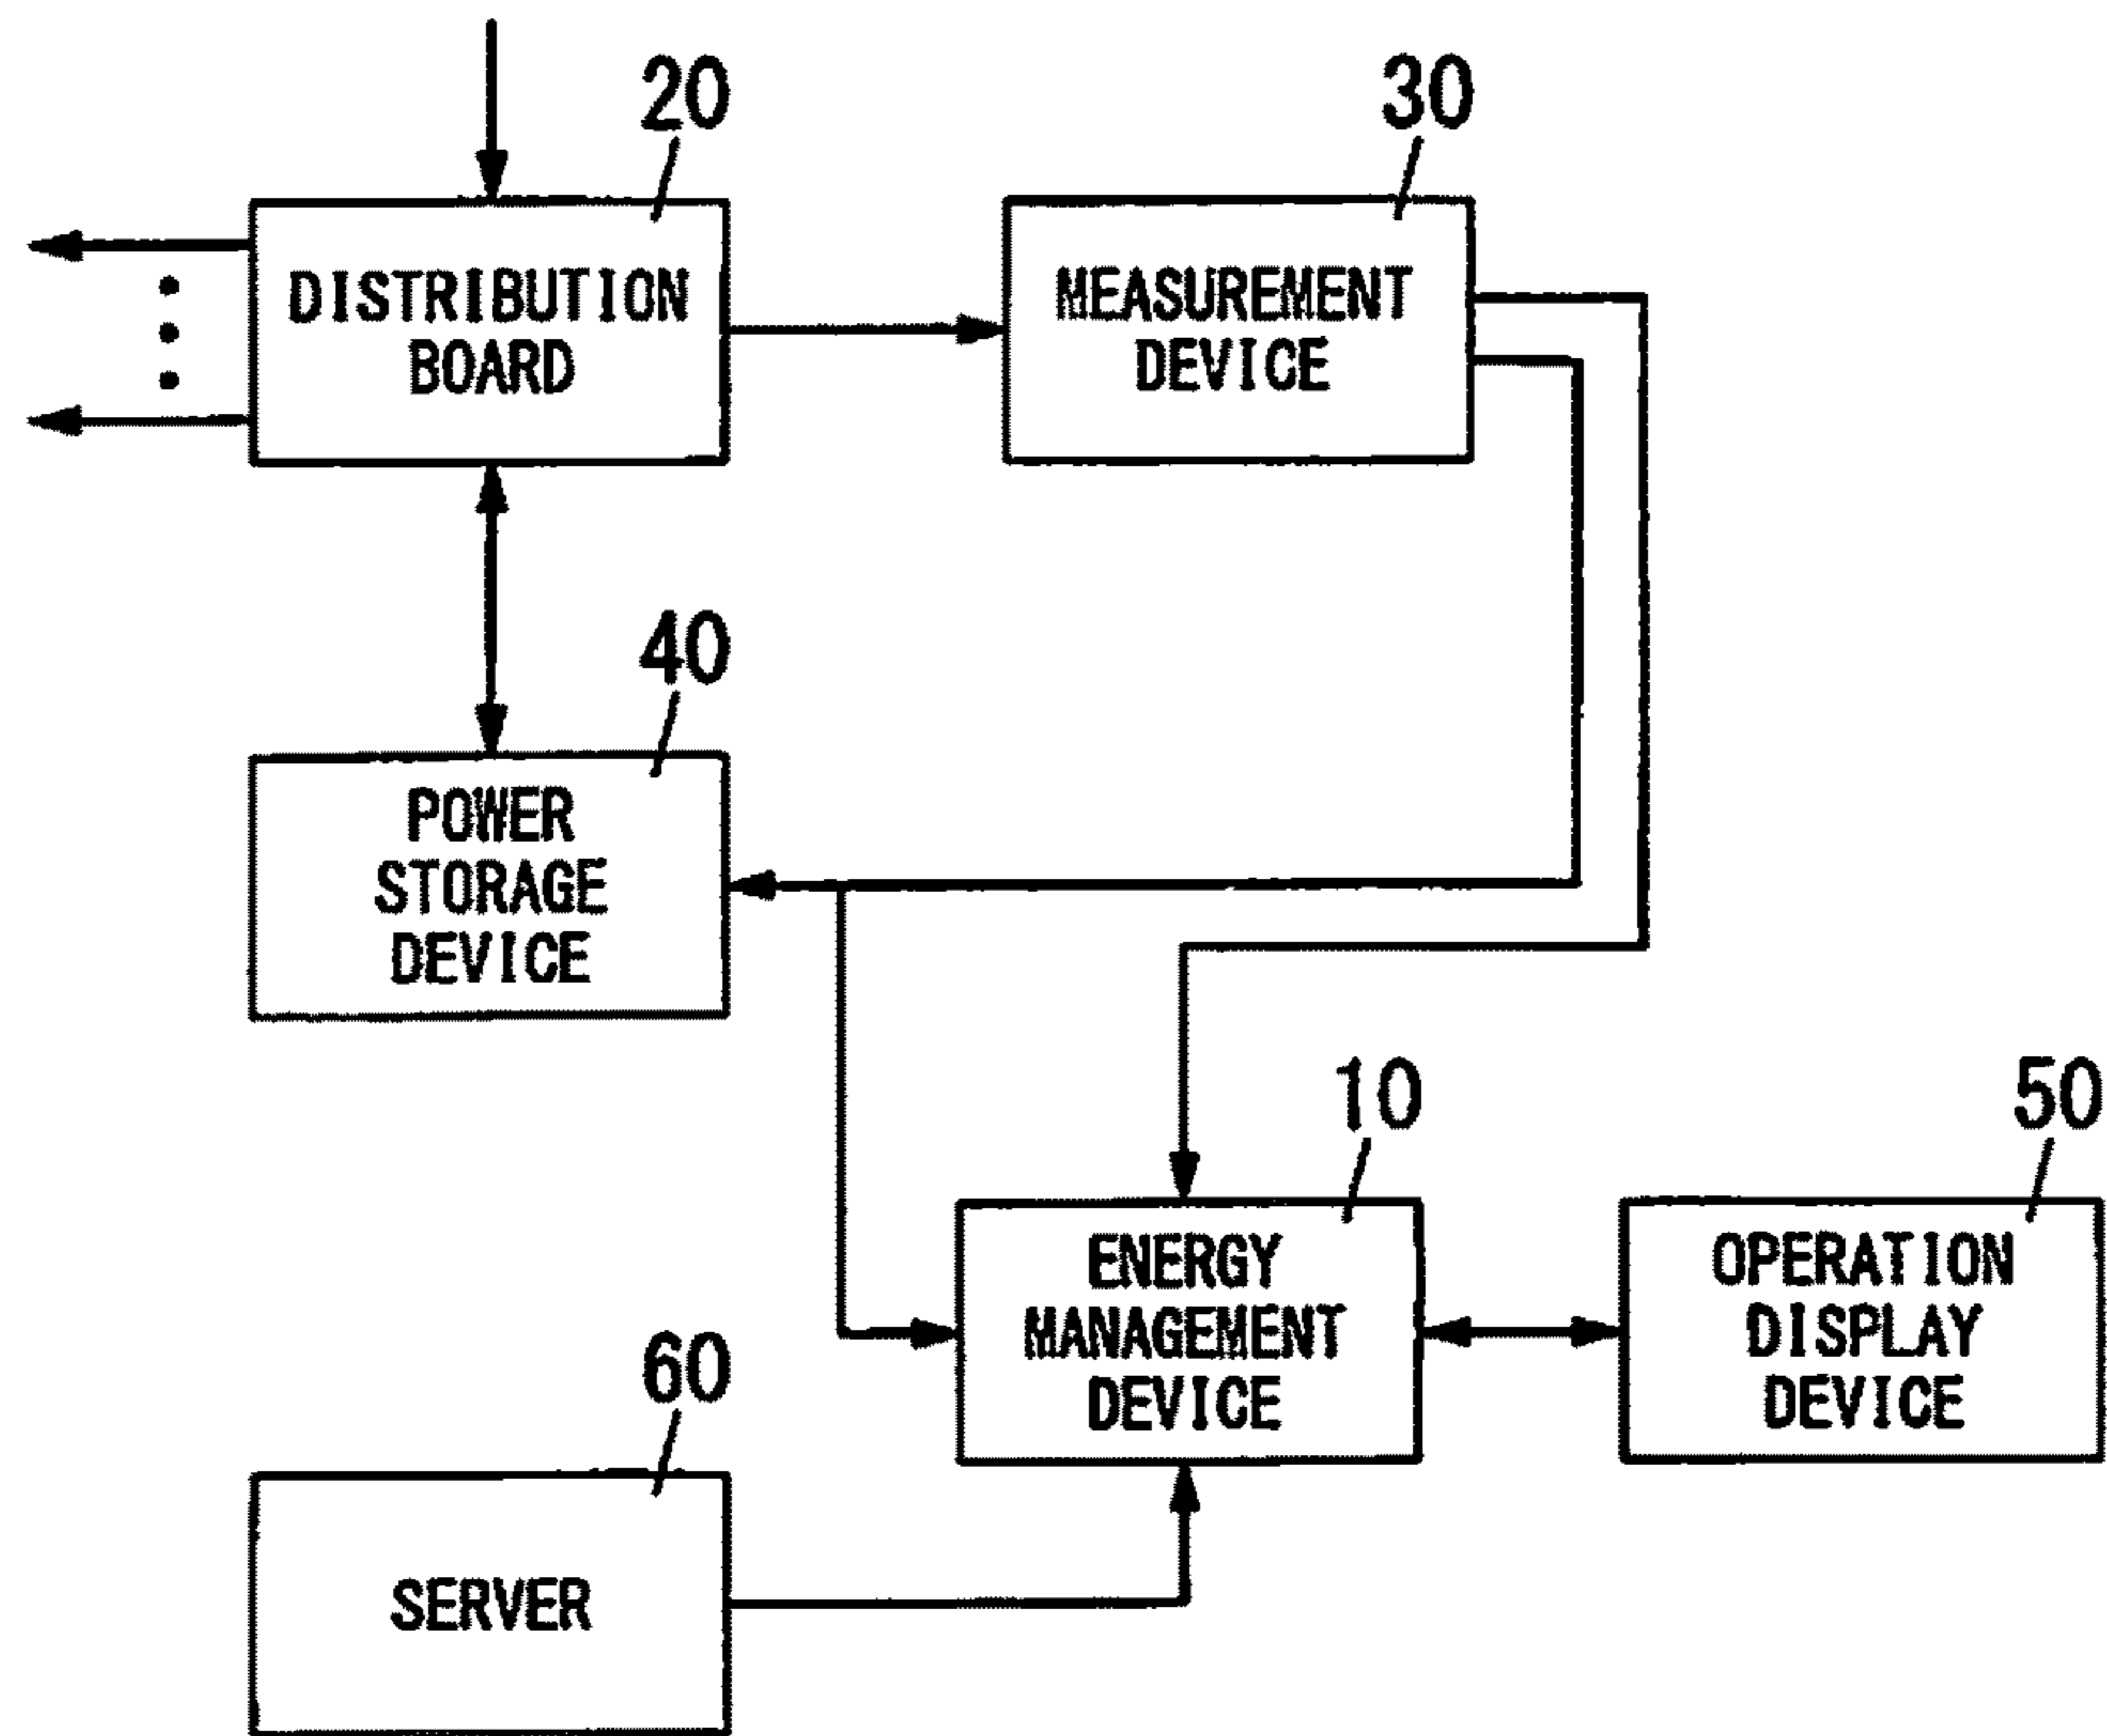 20
30
DISTRIBUTION
BOARD
MEASUREMENT
DEVICE
40
POWER
STORAGE
DEVICE
10
50
ENERGY
MANAGEMENT
DEVICE
OPERATION
DISPLAY
DEVICE
60
SERVER